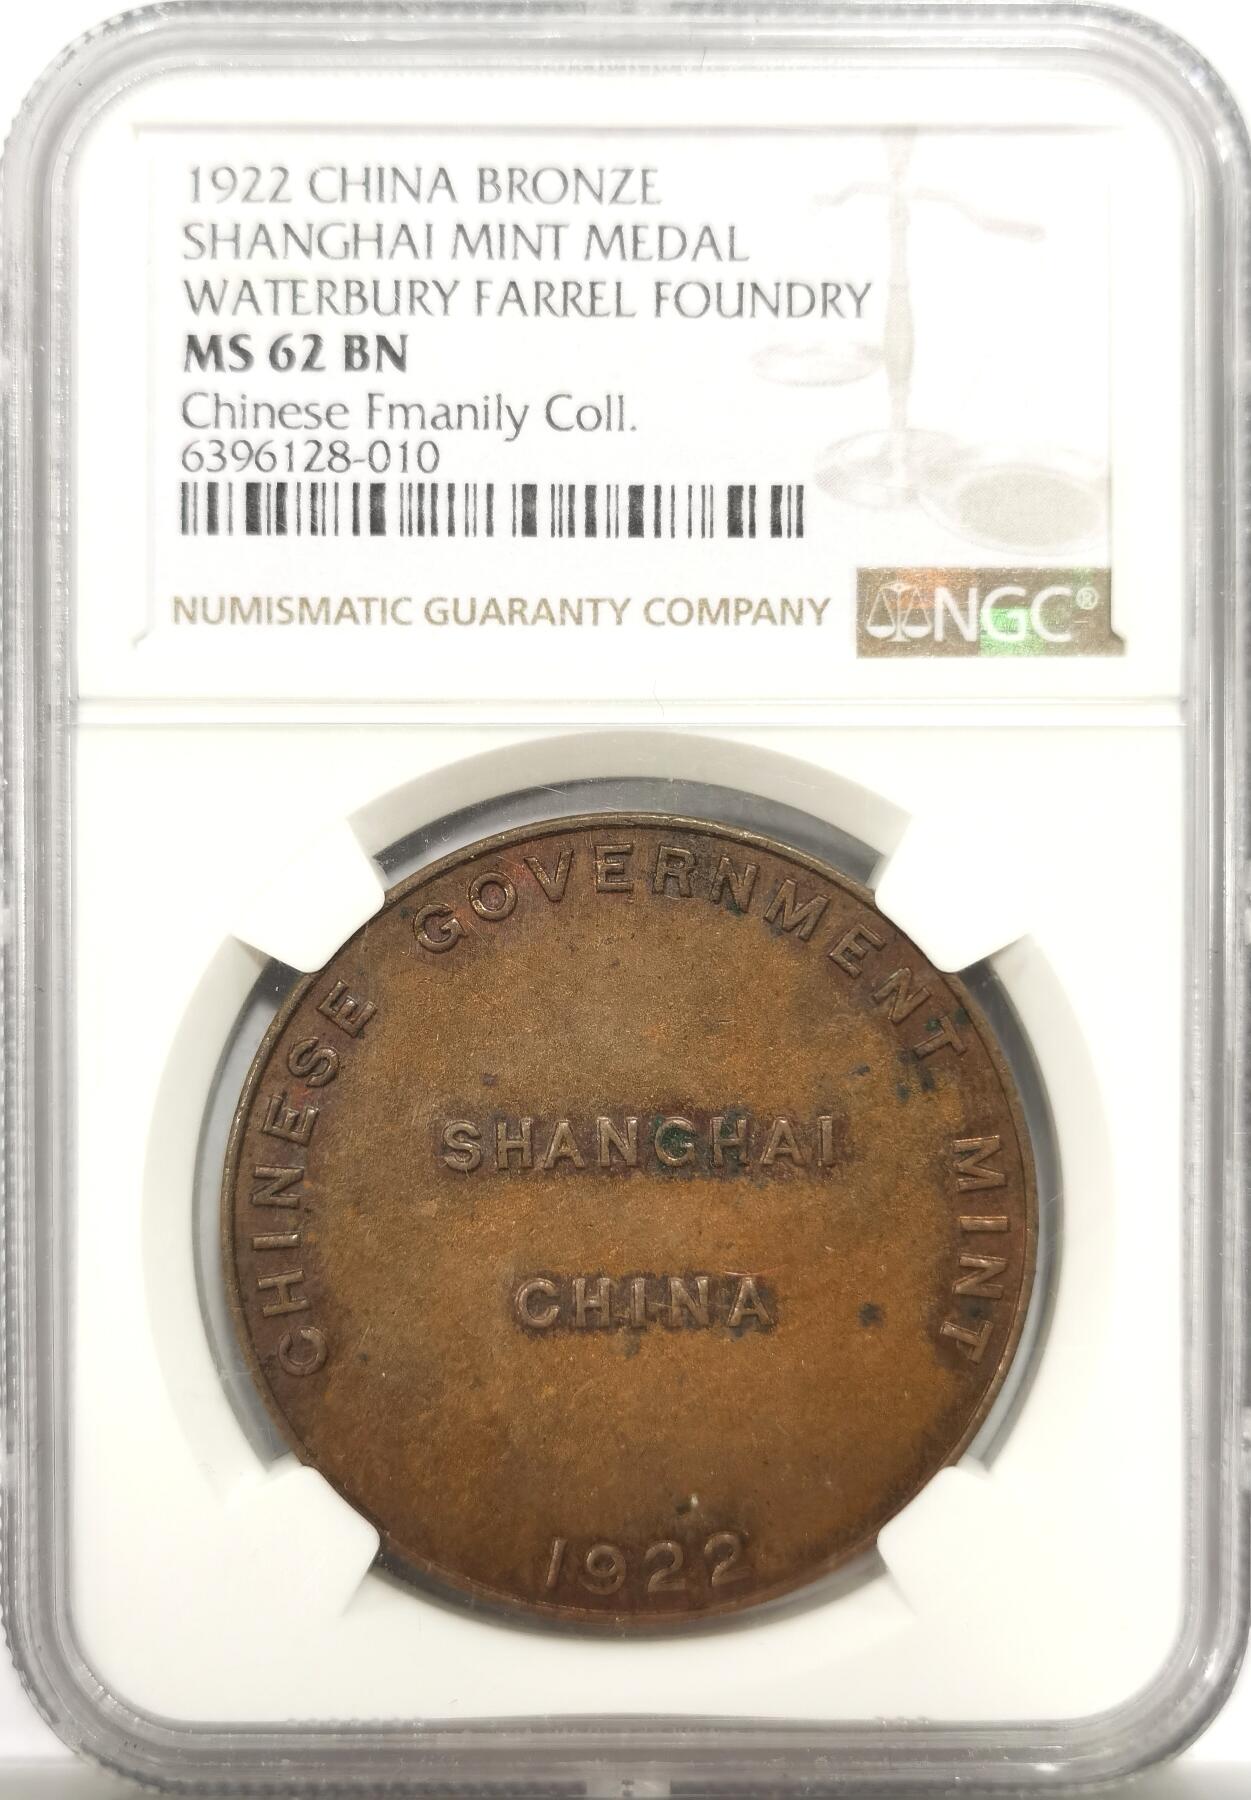 1922 CHINA BRONZE
SHANGHAI MINT MEDAL
WATERBURY FARREL FOUNDRY
MS 62 BN
Chinese Fmanily Coll.
6396128-010
NUMISMATIC GUARANTY COMPANY
NGC®
CHINESE GOVERNMENT MINT
SHANGHAI
CHINA
1922